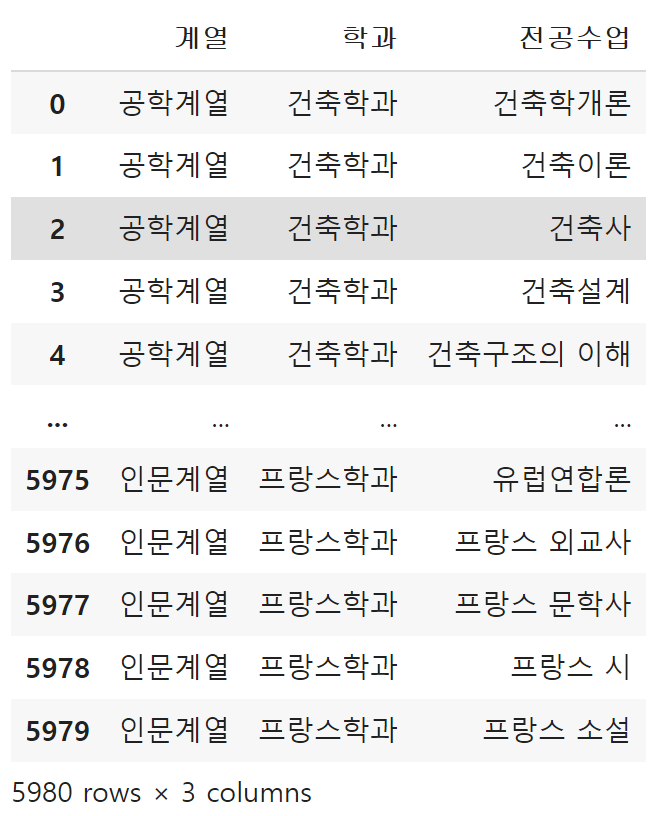 계열 학과 전공수업
0 공학계열 건축학과 건축학개론
1 공학계열 건축학과 건축이론
2 공학계열 건축학과 건축사
3 공학계열 건축학과 건축설계
4 공학계열 건축학과 건축구조의 이해
... ... ... ...
5975 인문계열 프랑스학과 유럽연합론
5976 인문계열 프랑스학과 프랑스 외교사
5977 인문계열 프랑스학과 프랑스 문학사
5978 인문계열 프랑스학과 프랑스 시
5979 인문계열 프랑스학과 프랑스 소설
5980 rows × 3 columns